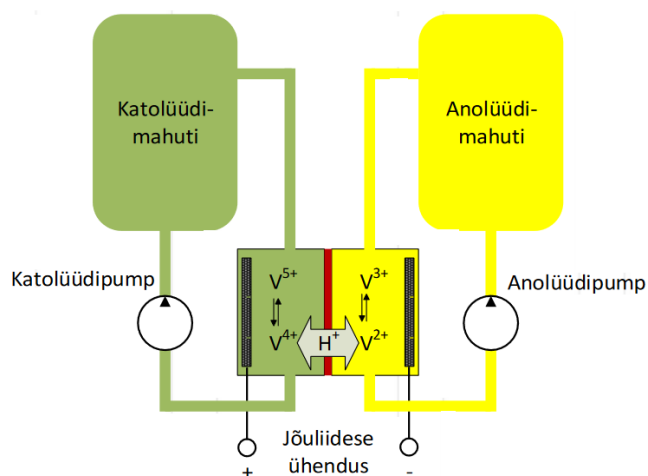 Katolüüdi-
mahuti
Anolüüdi-
mahuti
Katolüüdipump
Anolüüdipump
V⁵⁺
V³⁺
V⁴⁺
H⁺
V²⁺
Jõuliidese
ühendus
+
-